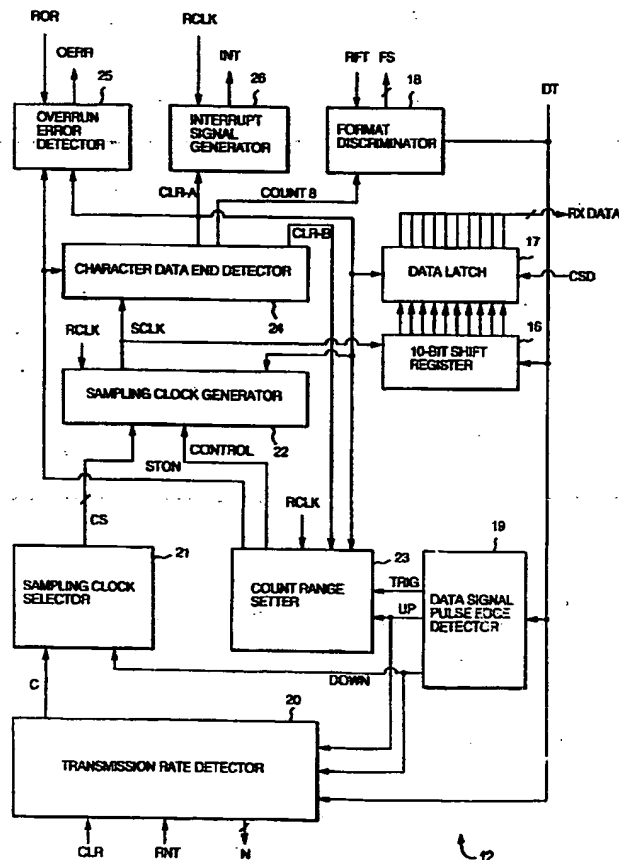 ROR
OERR
25
OVERRUN
ERROR
DETECTOR
RCLK
INT
26
INTERRUPT
SIGNAL
GENERATOR
RFT
FS
18
FORMAT
DISCRIMINATOR
DT
CLR-A
COUNT 8
CLR-B
RX DATA
CHARACTER DATA END DETECTOR
24
DATA LATCH
17
CSD
RCLK
SCLK
10-BIT SHIFT
REGISTER
16
SAMPLING CLOCK GENERATOR
22
CONTROL
STON
CS
RCLK
SAMPLING CLOCK
SELECTOR
21
COUNT RANGE
SETTER
23
TRIG
UP
19
DATA SIGNAL
PULSE EDGE
DETECTOR
C
DOWN
20
TRANSMISSION RATE DETECTOR
CLR
RNT
N
12